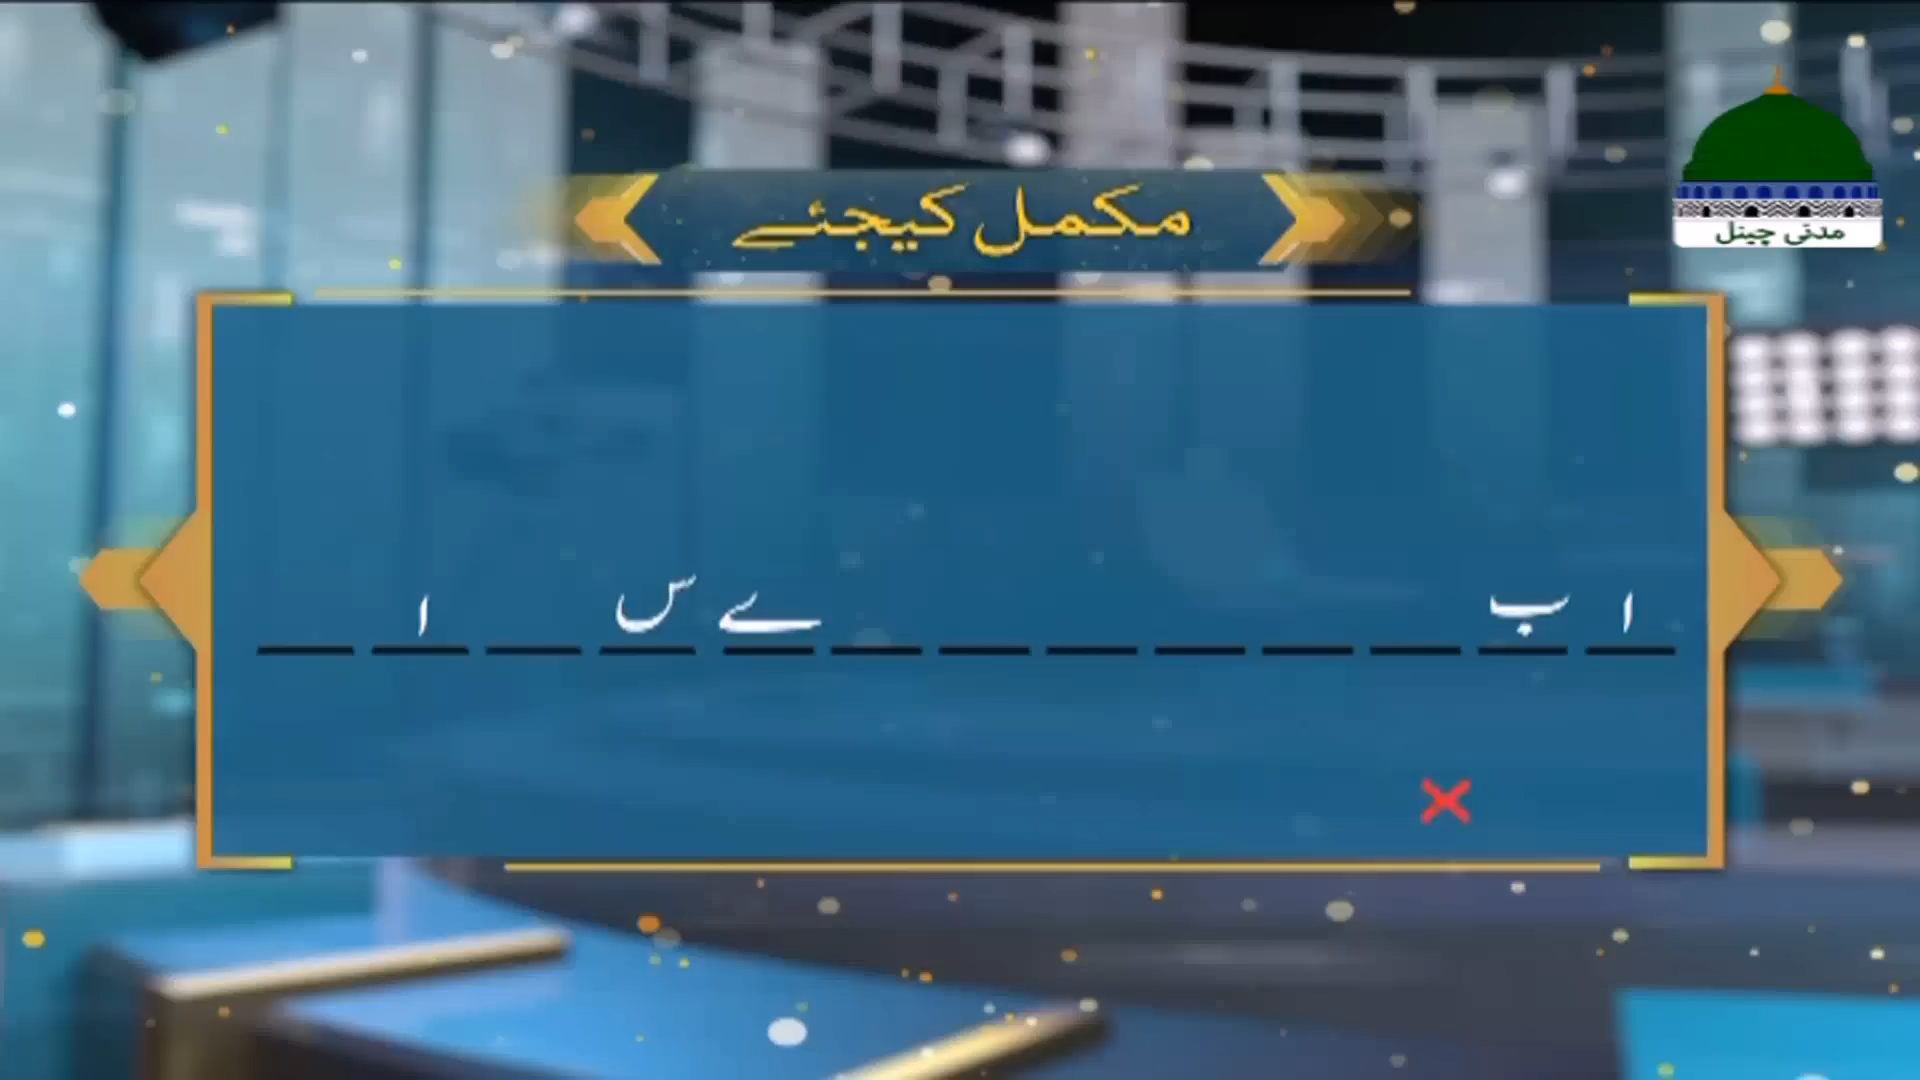 مکمل کیجئے
مدنی چینل
ا ب _ _ _ _ _ _ ے س _ ا _